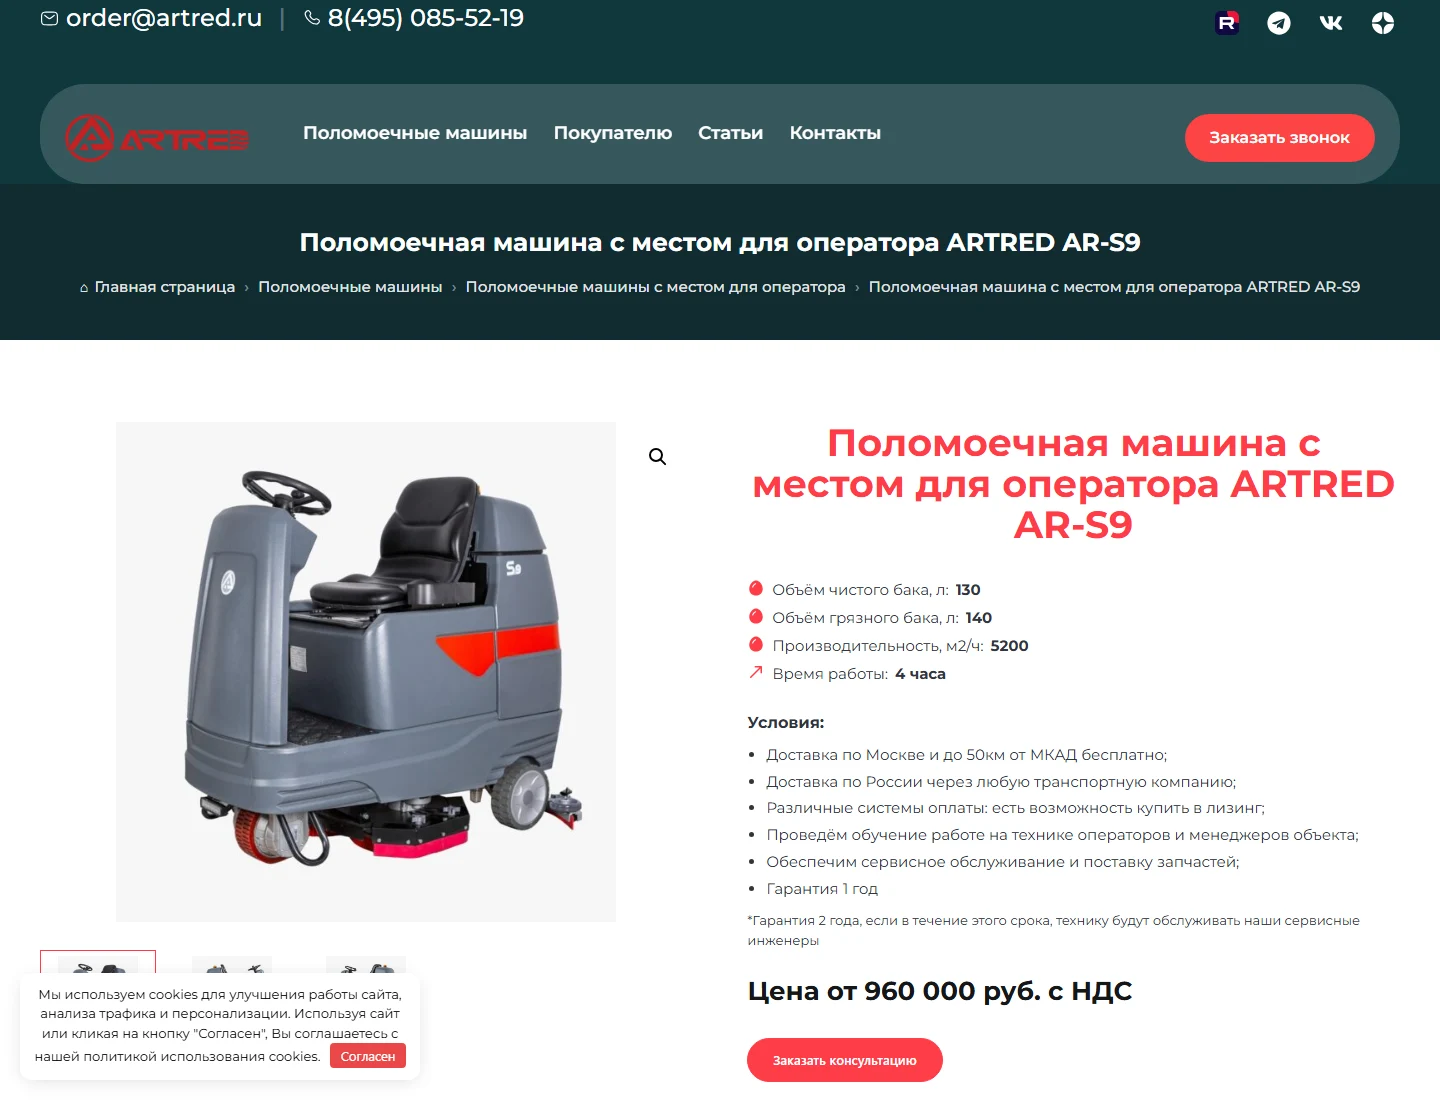 order@artred.ru | 8(495) 085-52-19
ARTRED
Поломоечные машины Покупателю Статьи Контакты
Заказать звонок
Поломоечная машина с местом для оператора ARTRED AR-S9
Главная страница › Поломоечные машины › Поломоечные машины с местом для оператора › Поломоечная машина с местом для оператора ARTRED AR-S9
S9
Поломоечная машина с
местом для оператора ARTRED
AR-S9
Объём чистого бака, л: 130
Объём грязного бака, л: 140
Производительность, м2/ч: 5200
Время работы: 4 часа
Условия:
• Доставка по Москве и до 50км от МКАД бесплатно;
• Доставка по России через любую транспортную компанию;
• Различные системы оплаты: есть возможность купить в лизинг;
• Проведём обучение работе на технике операторов и менеджеров объекта;
• Обеспечим сервисное обслуживание и поставку запчастей;
• Гарантия 1 год
*Гарантия 2 года, если в течение этого срока, технику будут обслуживать наши сервисные
инженеры
Цена от 960 000 руб. с НДС
Заказать консультацию
Мы используем cookies для улучшения работы сайта,
анализа трафика и персонализации. Используя сайт
или кликая на кнопку "Согласен", Вы соглашаетесь с
нашей политикой использования cookies. Согласен